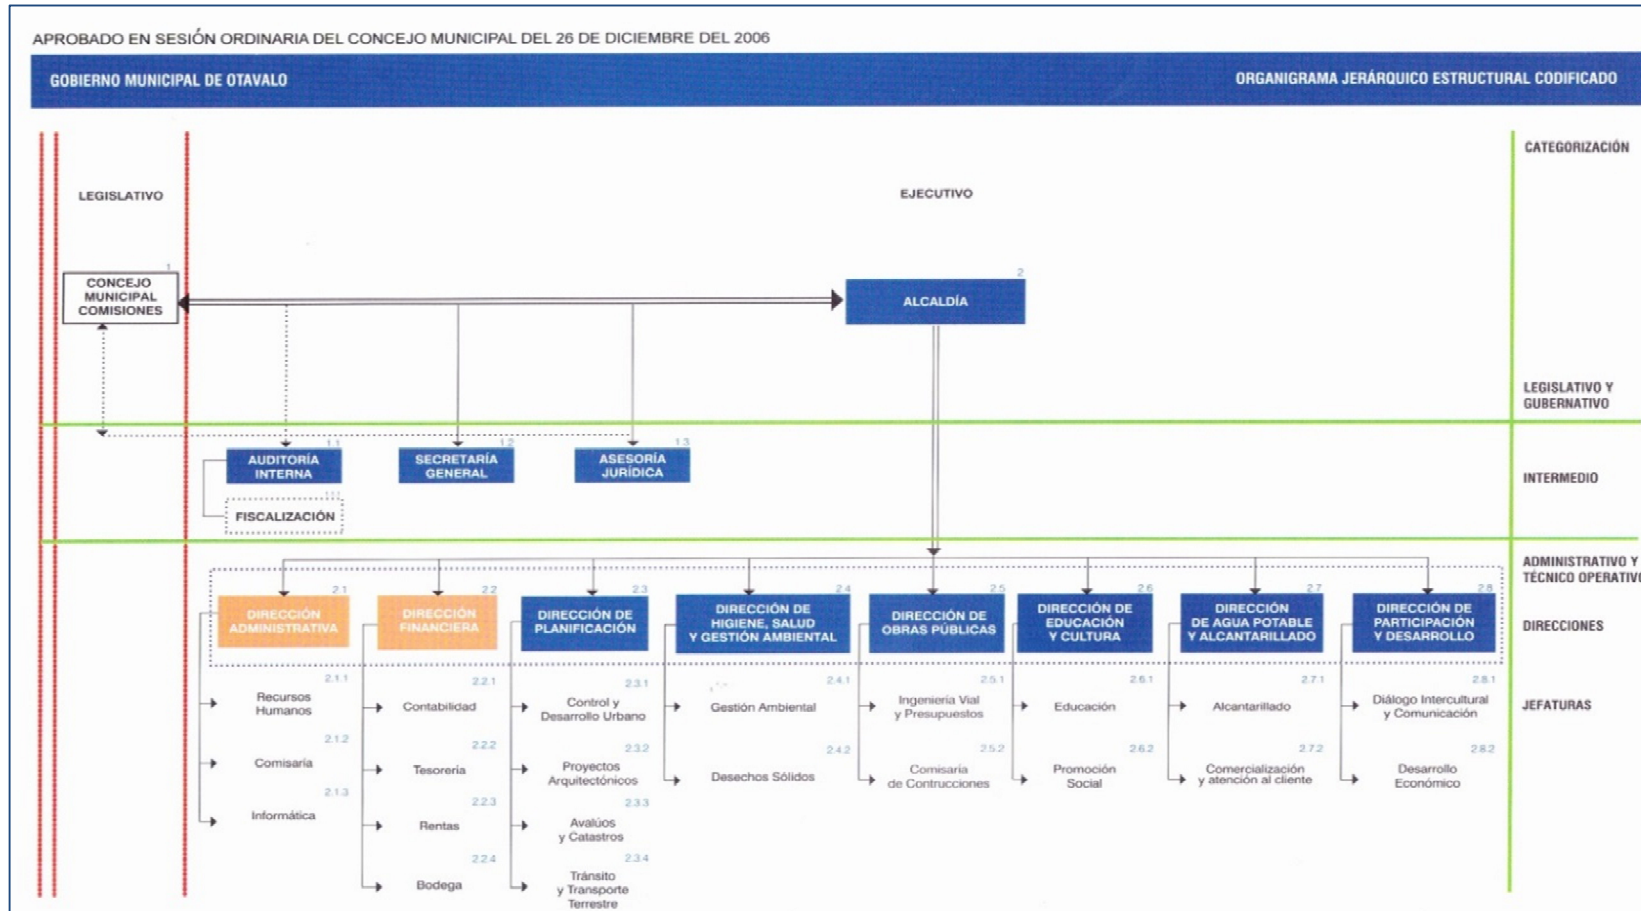 APROBADO EN SESIÓN ORDINARIA DEL CONCEJO MUNICIPAL DEL 26 DE DICIEMBRE DEL 2006
GOBIERNO MUNICIPAL DE OTAVALO
ORGANIGRAMA JERÁRQUICO ESTRUCTURAL CODIFICADO
CATEGORIZACIÓN
LEGISLATIVO
EJECUTIVO
1
CONCEJO
MUNICIPAL
COMISIONES
2
ALCALDÍA
LEGISLATIVO Y
GUBERNATIVO
1.1
AUDITORÍA
INTERNA
1.2
SECRETARÍA
GENERAL
1.3
ASESORÍA
JURÍDICA
INTERMEDIO
1.1.1
FISCALIZACIÓN
ADMINISTRATIVO Y
TÉCNICO OPERATIVO
2.1
DIRECCIÓN
ADMINISTRATIVA
2.2
DIRECCIÓN
FINANCIERA
2.3
DIRECCIÓN DE
PLANIFICACIÓN
2.4
DIRECCIÓN DE
HIGIENE, SALUD
Y GESTIÓN AMBIENTAL
2.5
DIRECCIÓN DE
OBRAS PÚBLICAS
2.6
DIRECCIÓN DE
EDUCACIÓN
Y CULTURA
2.7
DIRECCIÓN
DE AGUA POTABLE
Y ALCANTARILLADO
2.8
DIRECCIÓN DE
PARTICIPACIÓN
Y DESARROLLO
DIRECCIONES
2.1.1
Recursos
Humanos
2.1.2
Comisaría
2.1.3
Informática
2.2.1
Contabilidad
2.2.2
Tesorería
2.2.3
Rentas
2.2.4
Bodega
2.3.1
Control y
Desarrollo Urbano
2.3.2
Proyectos
Arquitectónicos
2.3.3
Avalúos
y Catastros
2.3.4
Tránsito
y Transporte
Terrestre
2.4.1
Gestión Ambiental
2.4.2
Desechos Sólidos
2.5.1
Ingeniería Vial
y Presupuestos
2.5.2
Comisaría
de Contrucciones
2.6.1
Educación
2.6.2
Promoción
Social
2.7.1
Alcantarillado
2.7.2
Comercialización
y atención al cliente
2.8.1
Diálogo Intercultural
y Comunicación
2.8.2
Desarrollo
Económico
JEFATURAS